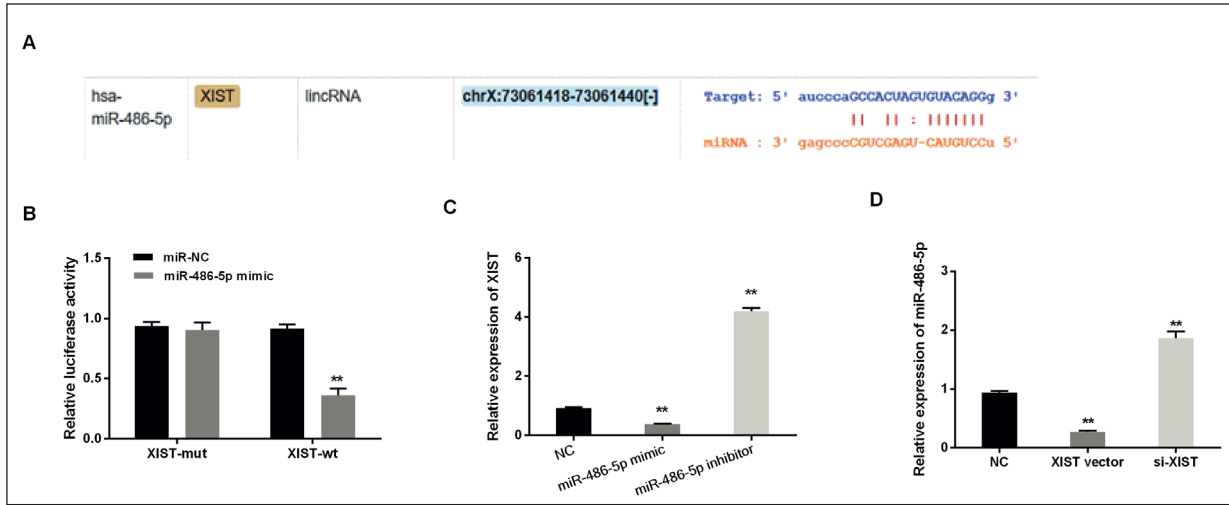 A
hsa-
miR-486-5p
XIST
lincRNA
chrX:73061418-73061440[-]
Target: 5' aucccaGCCACUAGUGUACAGGg 3'
|| || : |||||||
miRNA : 3' gagcccCGUCGAGU-CAUGUCCu 5'
B
Relative luciferase activity
1.5
1.0
0.5
0.0
miR-NC
miR-486-5p mimic
**
XIST-mut
XIST-wt
C
Relative expression of XIST
6
4
2
0
**
**
NC
miR-486-5p mimic
miR-486-5p inhibitor
D
Relative expression of miR-486-5p
3
2
1
0
**
**
NC
XIST vector
si-XIST